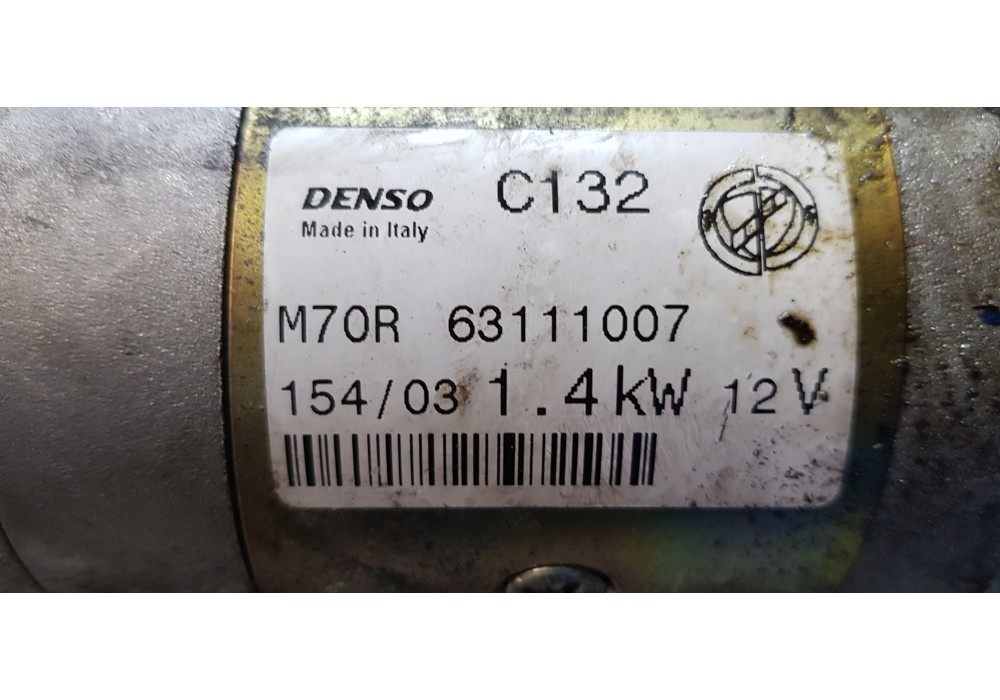 DENSO C132
Made in Italy
M70R 63111007
154/03 1.4kW 12V